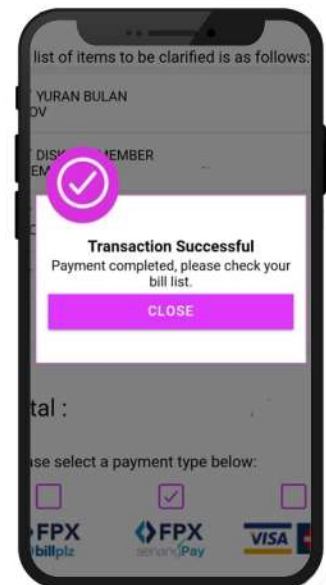 list of items to be clarified is as follows:
YURAN BULAN
OV
DISK
EMBER
EM
Transaction Successful
Payment completed, please check your
bill list.
CLOSE
tal :
ase select a payment type below:
FPX
billplz
FPX
senangPay
VISA